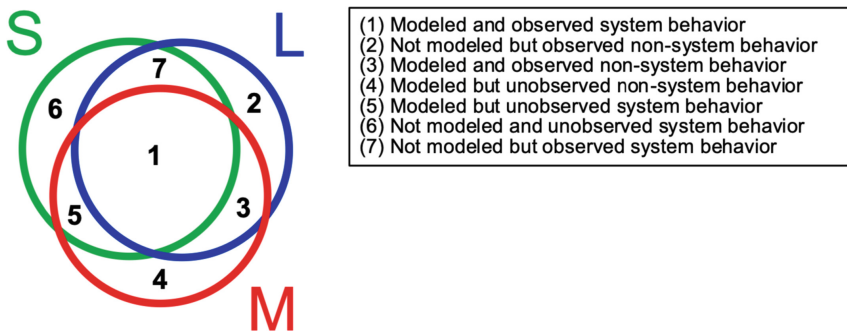 S
L
7
6
2
1
5
3
4
M
(1) Modeled and observed system behavior
(2) Not modeled but observed non-system behavior
(3) Modeled and observed non-system behavior
(4) Modeled but unobserved non-system behavior
(5) Modeled but unobserved system behavior
(6) Not modeled and unobserved system behavior
(7) Not modeled but observed system behavior